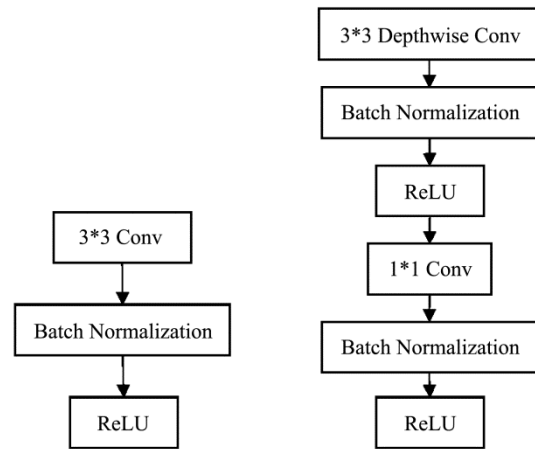 3*3 Conv
Batch Normalization
ReLU
3*3 Depthwise Conv
Batch Normalization
ReLU
1*1 Conv
Batch Normalization
ReLU